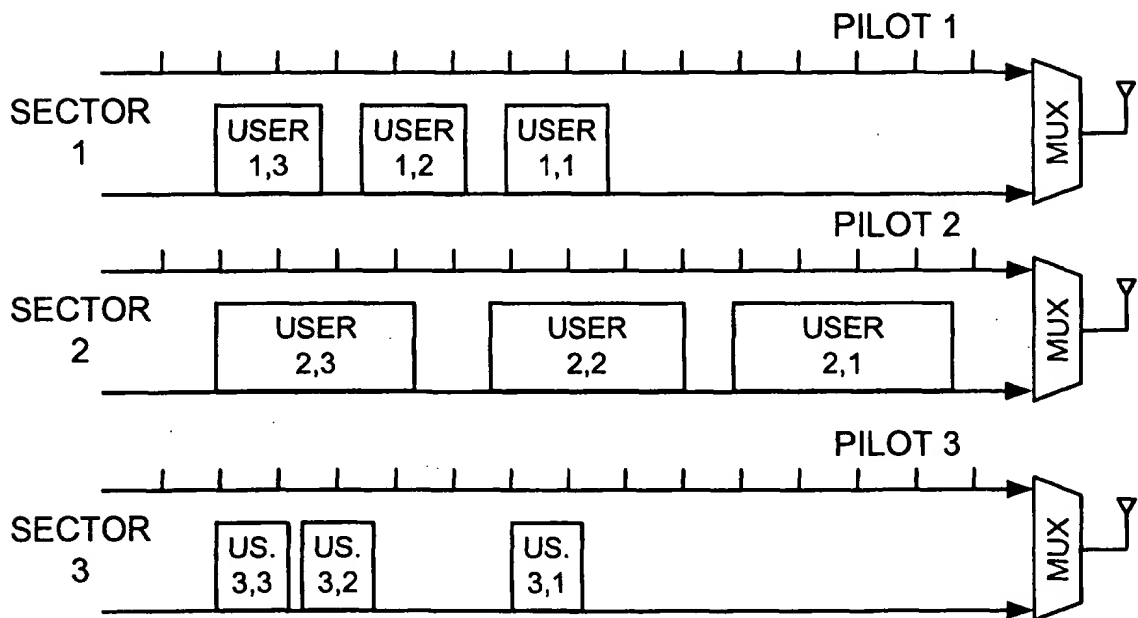 PILOT 1
SECTOR
1
USER
1,3
USER
1,2
USER
1,1
MUX
PILOT 2
SECTOR
2
USER
2,3
USER
2,2
USER
2,1
MUX
PILOT 3
SECTOR
3
US.
3,3
US.
3,2
US.
3,1
MUX